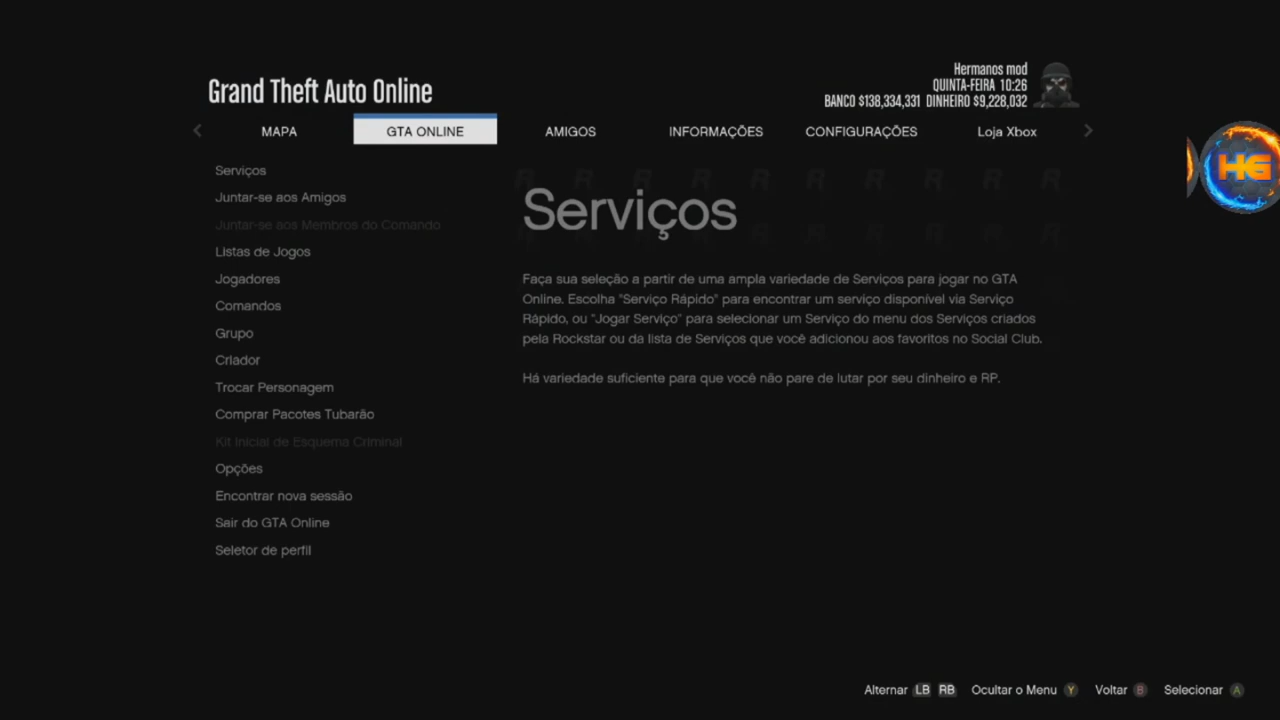 Grand Theft Auto Online
Hermanos mod
QUINTA-FEIRA 10:26
BANCO $138,334,331 DINHEIRO $9,228,032
MAPA
GTA ONLINE
AMIGOS
INFORMAÇÕES
CONFIGURAÇÕES
Loja Xbox
HG
Serviços
Juntar-se aos Amigos
Juntar-se aos Membros do Comando
Listas de Jogos
Jogadores
Comandos
Grupo
Criador
Trocar Personagem
Comprar Pacotes Tubarão
Kit Inicial de Esquema Criminal
Opções
Encontrar nova sessão
Sair do GTA Online
Seletor de perfil
Serviços
Faça sua seleção a partir de uma ampla variedade de Serviços para jogar no GTA
Online. Escolha "Serviço Rápido" para encontrar um serviço disponível via Serviço
Rápido, ou "Jogar Serviço" para selecionar um Serviço do menu dos Serviços criados
pela Rockstar ou da lista de Serviços que você adicionou aos favoritos no Social Club.
Há variedade suficiente para que você não pare de lutar por seu dinheiro e RP.
Alternar LB RB Ocultar o Menu Y Voltar B Selecionar A